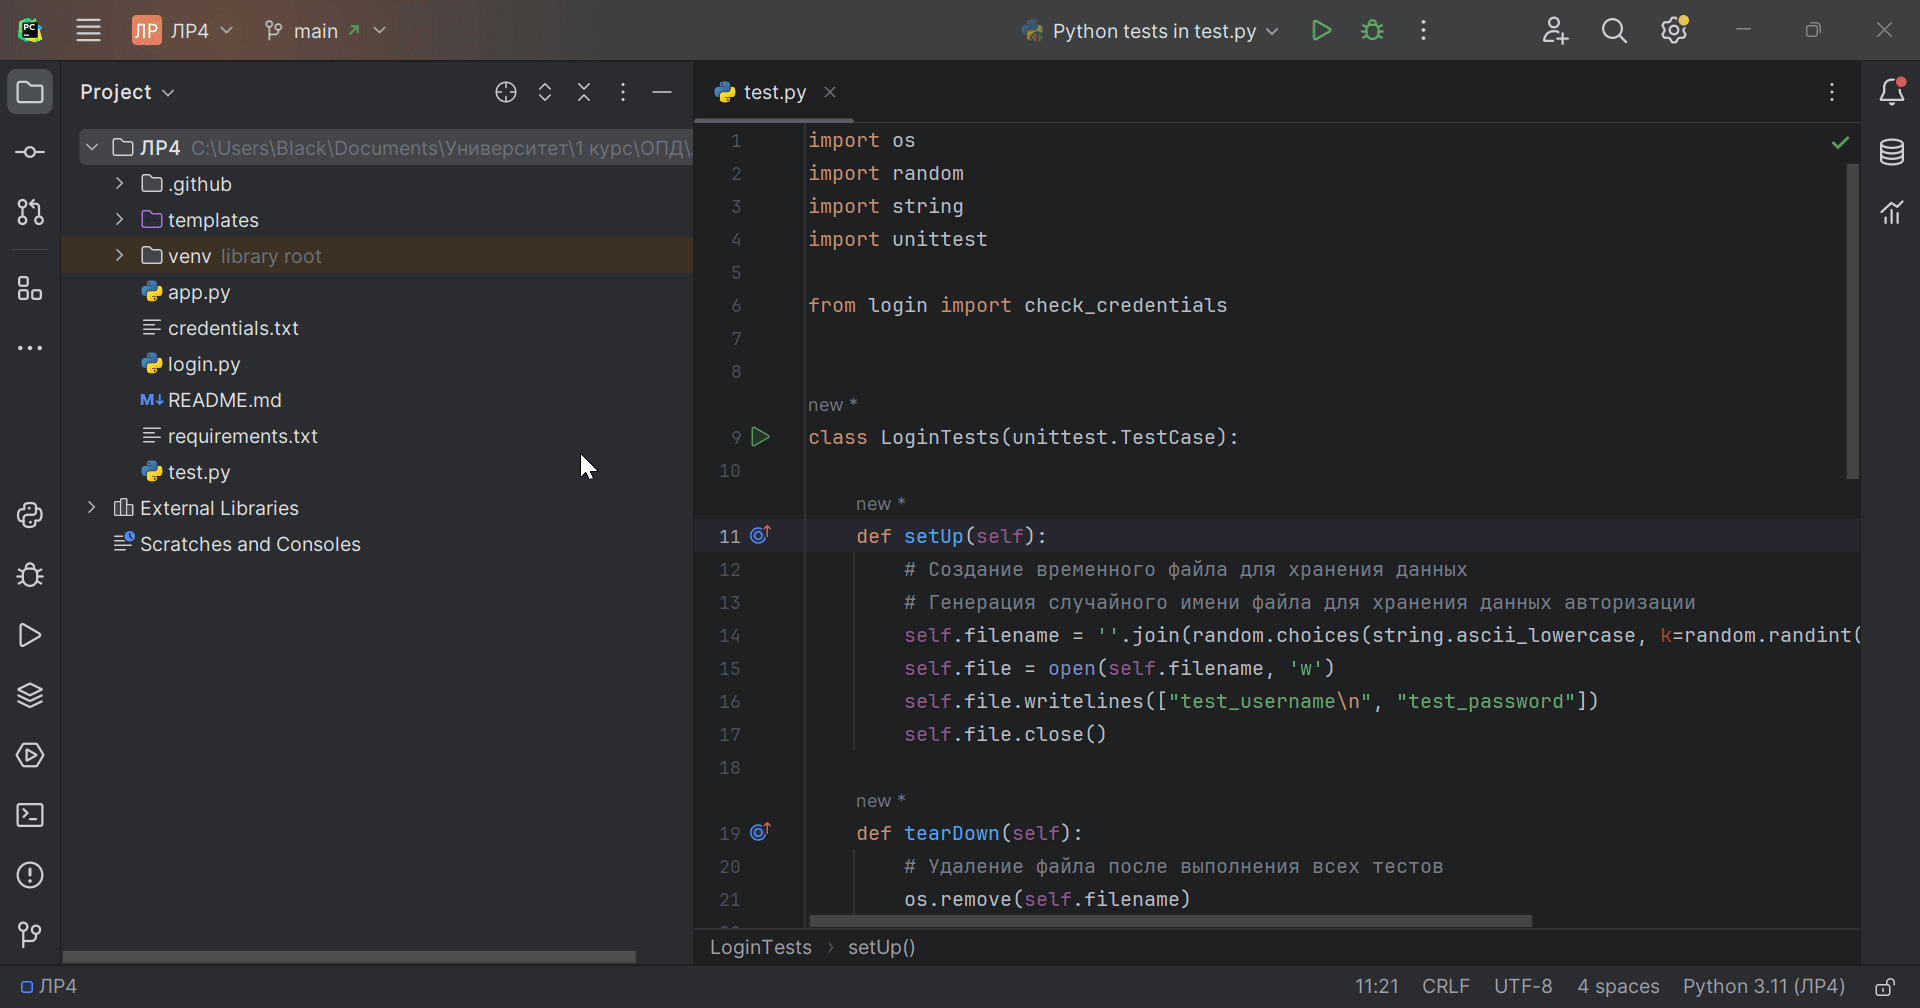 PC
ЛР ЛР4 main Python tests in test.py
Project
test.py
ЛР4 C:\Users\Black\Documents\Университет\1 курс\ОПД\
.github
templates
venv library root
app.py
credentials.txt
login.py
M↓ README.md
requirements.txt
test.py
External Libraries
Scratches and Consoles
1 import os
2 import random
3 import string
4 import unittest
5
6 from login import check_credentials
7
8
new *
9 class LoginTests(unittest.TestCase):
10
new *
11 def setUp(self):
12 # Создание временного файла для хранения данных
13 # Генерация случайного имени файла для хранения данных авторизации
14 self.filename = ''.join(random.choices(string.ascii_lowercase, k=random.randint(
15 self.file = open(self.filename, 'w')
16 self.file.writelines(["test_username\n", "test_password"])
17 self.file.close()
18
new *
19 def tearDown(self):
20 # Удаление файла после выполнения всех тестов
21 os.remove(self.filename)
LoginTests › setUp()
ЛР4 11:21 CRLF UTF-8 4 spaces Python 3.11 (ЛР4)